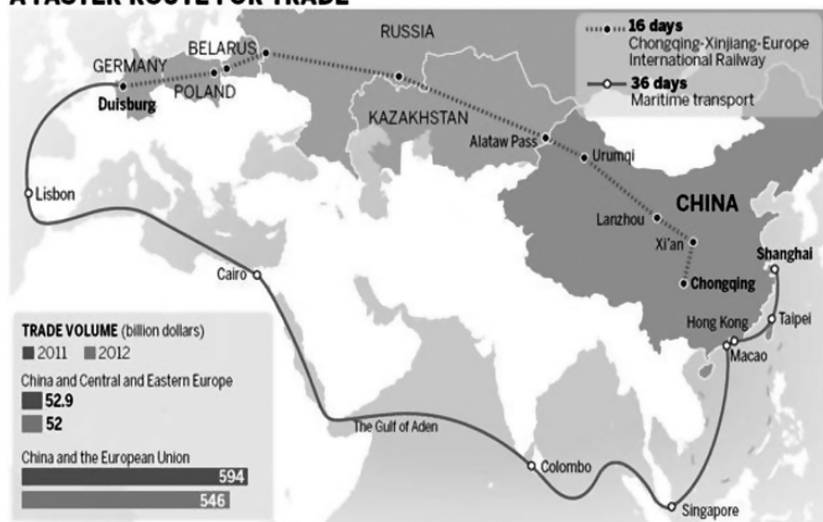 A FASTER ROUTE FOR TRADE
16 days
Chongqing-Xinjiang-Europe
International Railway
36 days
Maritime transport
RUSSIA
BELARUS
GERMANY
POLAND
Duisburg
KAZAKHSTAN
Alataw Pass
Urumqi
Lisbon
CHINA
Lanzhou
Xi'an
Shanghai
Cairo
Chongqing
Hong Kong
Taipei
Macao
TRADE VOLUME (billion dollars)
2011 2012
China and Central and Eastern Europe
52.9
52
The Gulf of Aden
China and the European Union
594
546
Colombo
Singapore